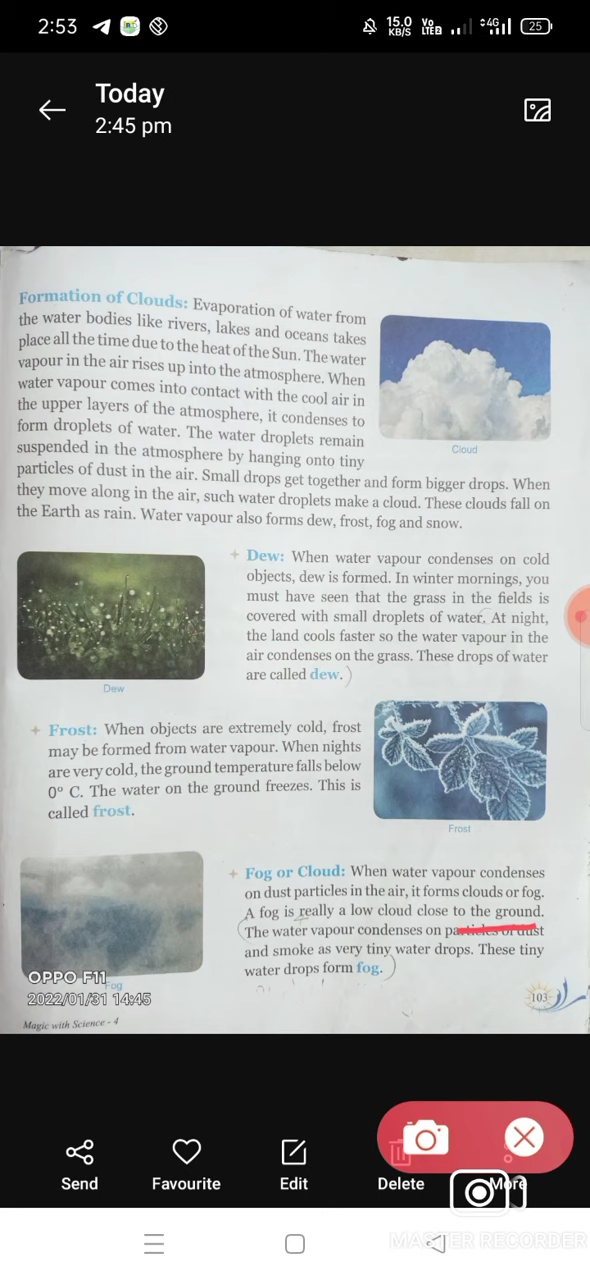 2:53
15.0 KB/S
Vo LTE2
4G
25
Today
2:45 pm
Formation of Clouds: Evaporation of water from
the water bodies like rivers, lakes and oceans takes
place all the time due to the heat of the Sun. The water
vapour in the air rises up into the atmosphere. When
water vapour comes into contact with the cool air in
the upper layers of the atmosphere, it condenses to
form droplets of water. The water droplets remain
suspended in the atmosphere by hanging onto tiny
particles of dust in the air. Small drops get together and form bigger drops. When
they move along in the air, such water droplets make a cloud. These clouds fall on
the Earth as rain. Water vapour also forms dew, frost, fog and snow.
Cloud
Dew: When water vapour condenses on cold
objects, dew is formed. In winter mornings, you
must have seen that the grass in the fields is
covered with small droplets of water. At night,
the land cools faster so the water vapour in the
air condenses on the grass. These drops of water
are called dew.)
Dew
Frost: When objects are extremely cold, frost
may be formed from water vapour. When nights
are very cold, the ground temperature falls below
0° C. The water on the ground freezes. This is
called frost.
Frost
Fog or Cloud: When water vapour condenses
on dust particles in the air, it forms clouds or fog.
A fog is really a low cloud close to the ground.
(The water vapour condenses on particles of dust
and smoke as very tiny water drops. These tiny
water drops form fog.)
Fog
OPPO F11
2022/01/31 14:45
103
Magic with Science - 4
Send
Favourite
Edit
Delete
More
MASTER RECORDER